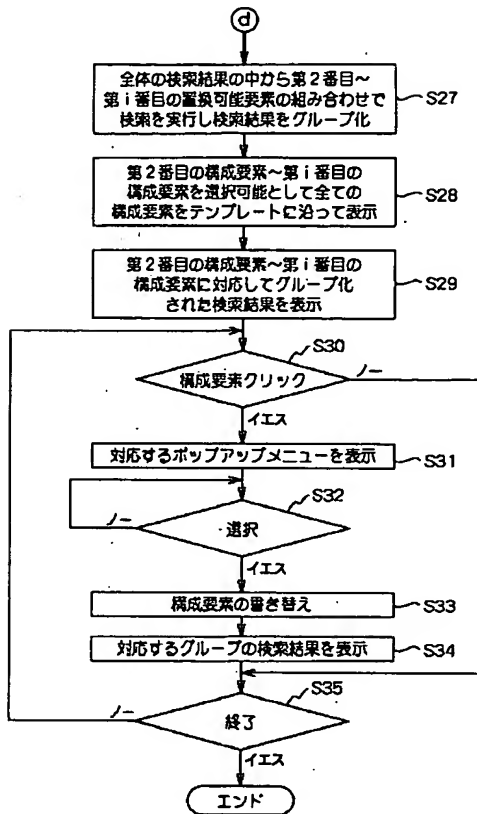 d
全体の検索結果の中から第2番目～
第i番目の置換可能要素の組み合わせで
検索を実行し検索結果をグループ化
S27
第2番目の構成要素～第i番目の
構成要素を選択可能として全ての
構成要素をテンプレートに沿って表示
S28
第2番目の構成要素～第i番目の
構成要素に対応してグループ化
された検索結果を表示
S29
S30
構成要素クリック
ノー
イエス
対応するポップアップメニューを表示
S31
S32
選択
ノー
イエス
構成要素の書き替え
S33
対応するグループの検索結果を表示
S34
S35
終了
ノー
イエス
エンド